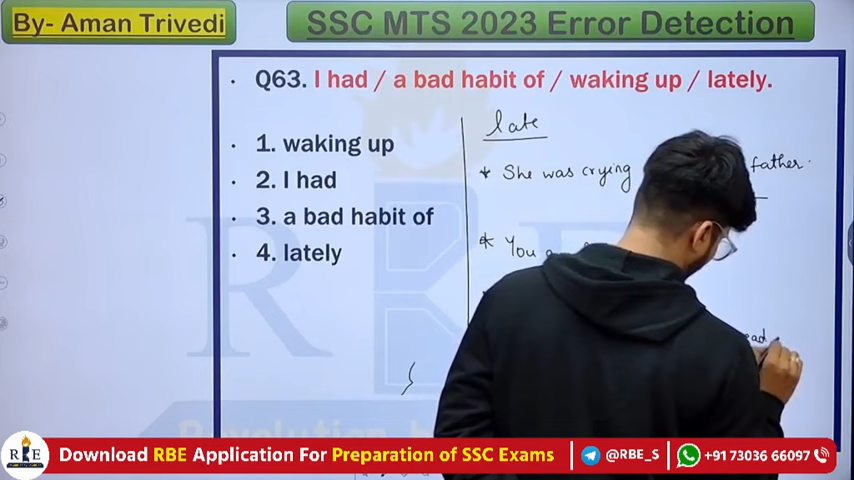 By- Aman Trivedi
SSC MTS 2023 Error Detection
· Q63. I had / a bad habit of / waking up / lately.
· 1. waking up
· 2. I had
· 3. a bad habit of
· 4. lately
late
* She was crying father.
* You
RBE
Download RBE Application For Preparation of SSC Exams
@RBE_S
+91 73036 66097